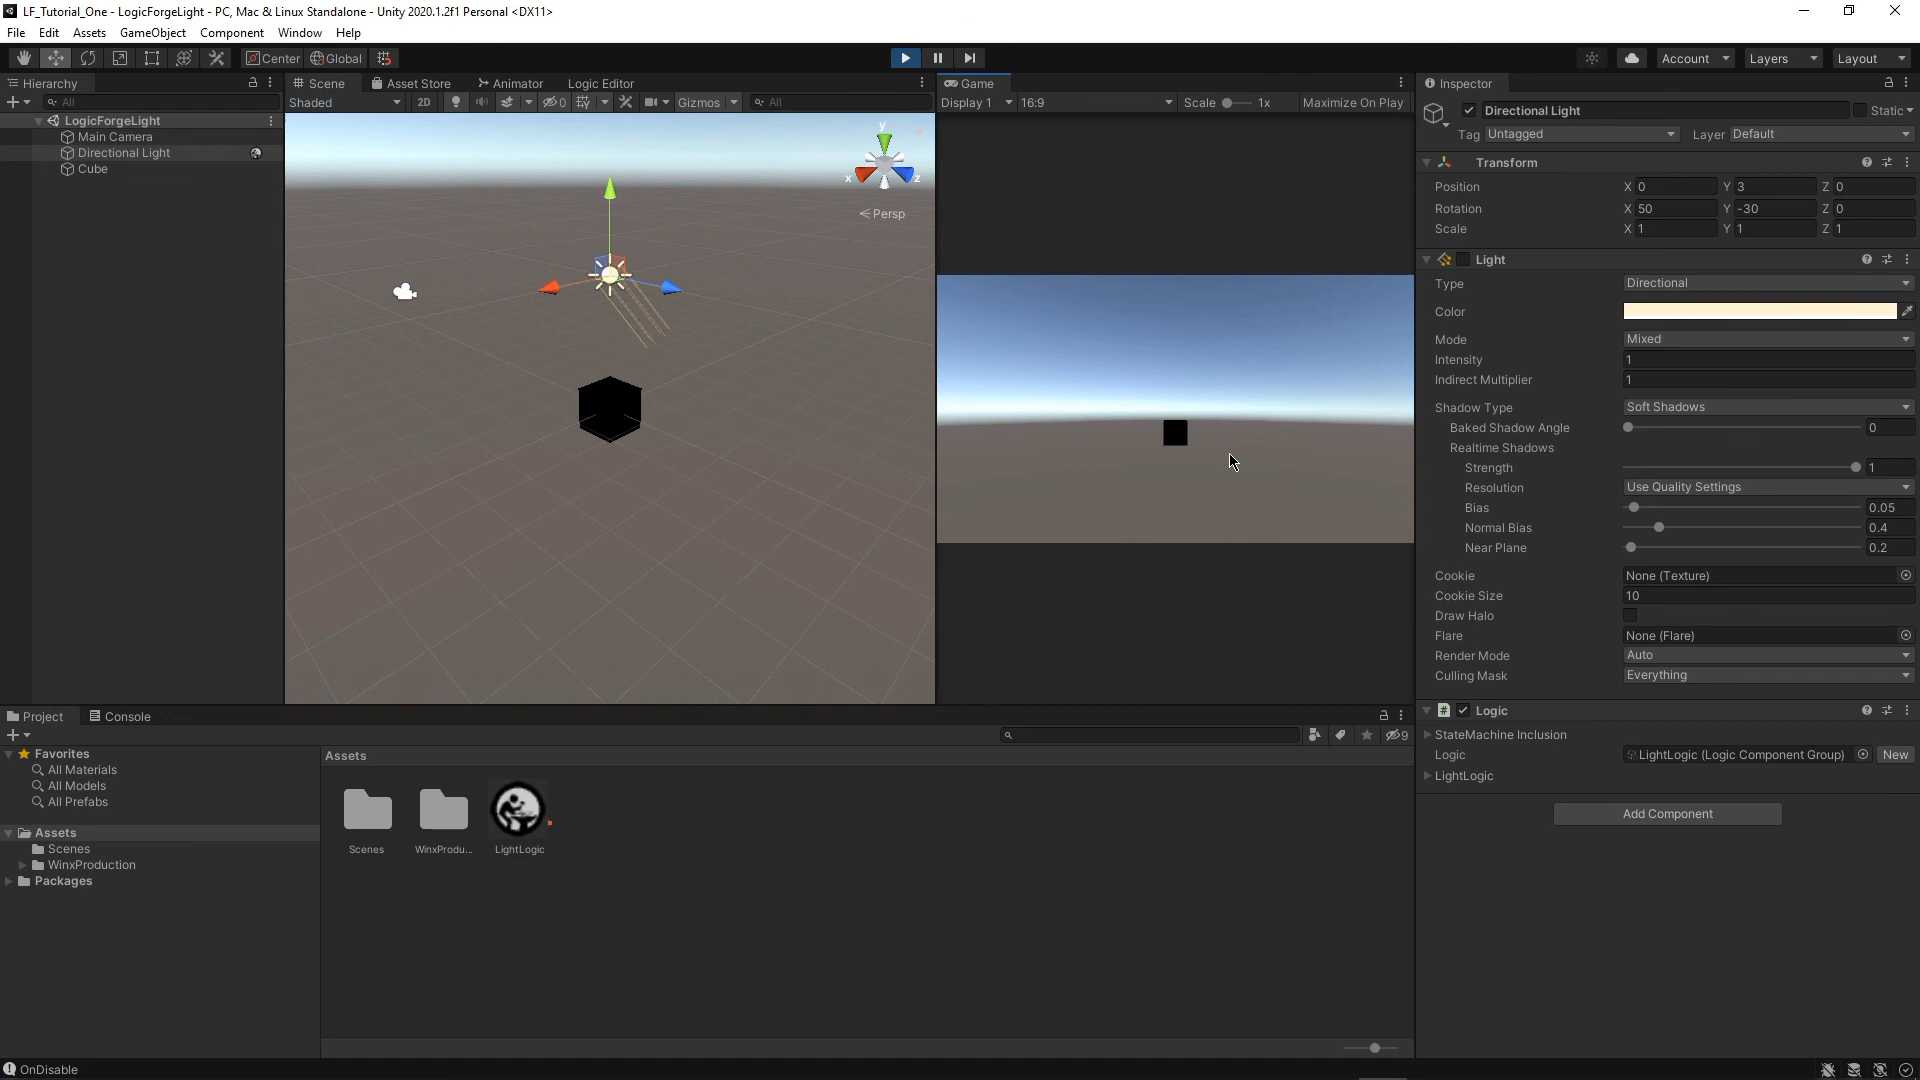 LF_Tutorial_One - LogicForgeLight - PC, Mac & Linux Standalone - Unity 2020.1.2f1 Personal <DX11>
File Edit Assets GameObject Component Window Help
Center Global Account Layers Layout
Hierarchy
All
LogicForgeLight
Main Camera
Directional Light
Cube
Scene Asset Store Animator Logic Editor
Shaded 2D 0 Gizmos All
y
x z
Persp
Game
Display 1 16:9 Scale 1x Maximize On Play
Inspector
Directional Light Static
Tag Untagged Layer Default
Transform
Position X 0 Y 3 Z 0
Rotation X 50 Y -30 Z 0
Scale X 1 Y 1 Z 1
Light
Type Directional
Color
Mode Mixed
Intensity 1
Indirect Multiplier 1
Shadow Type Soft Shadows
Baked Shadow Angle 0
Realtime Shadows
Strength 1
Resolution Use Quality Settings
Bias 0.05
Normal Bias 0.4
Near Plane 0.2
Cookie None (Texture)
Cookie Size 10
Draw Halo
Flare None (Flare)
Render Mode Auto
Culling Mask Everything
# Logic
StateMachine Inclusion
Logic LightLogic (Logic Component Group) New
LightLogic
Add Component
Project Console
9
Favorites
All Materials
All Models
All Prefabs
Assets
Scenes
WinxProduction
Packages
Assets
Scenes WinxProdu... LightLogic
OnDisable